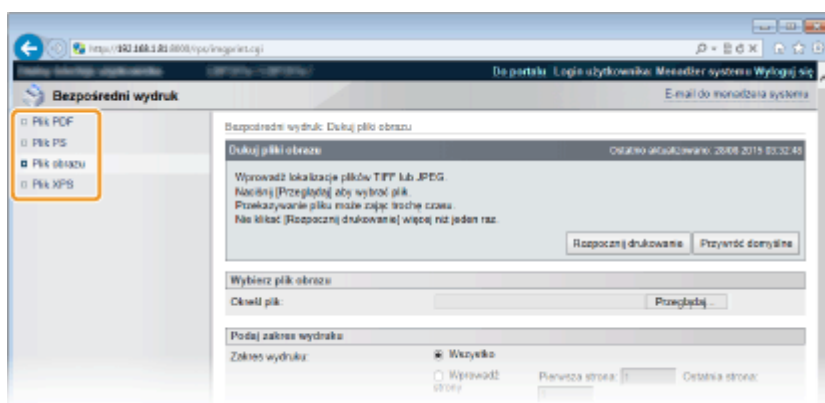 Do portalu Login użytkownika: Menedżer systemu Wyloguj się
Bezpośredni wydruk
E-mail do menedżera systemu
Plik PDF
Plik PS
Plik obrazu
Plik XPS
Bezpośredni wydruk: Dukuj pliki obrazu
Dukuj pliki obrazu
Ostatnio aktualizowano: 28/08 2015 03:32:48
Wprowadź lokalizacje plików TIFF lub JPEG.
Naciśnij [Przeglądaj] aby wybrać plik.
Przekazywanie pliku może zająć trochę czasu.
Nie klikać [Rozpocznij drukowanie] więcej niż jeden raz.
Rozpocznij drukowanie Przywróć domyślne
Wybierz plik obrazu
Określ plik:
Przeglądaj...
Podaj zakres wydruku
Zakres wydruku:
Wszystko
Wprowadź strony
Pierwsza strona: 1
Ostatnia strona: